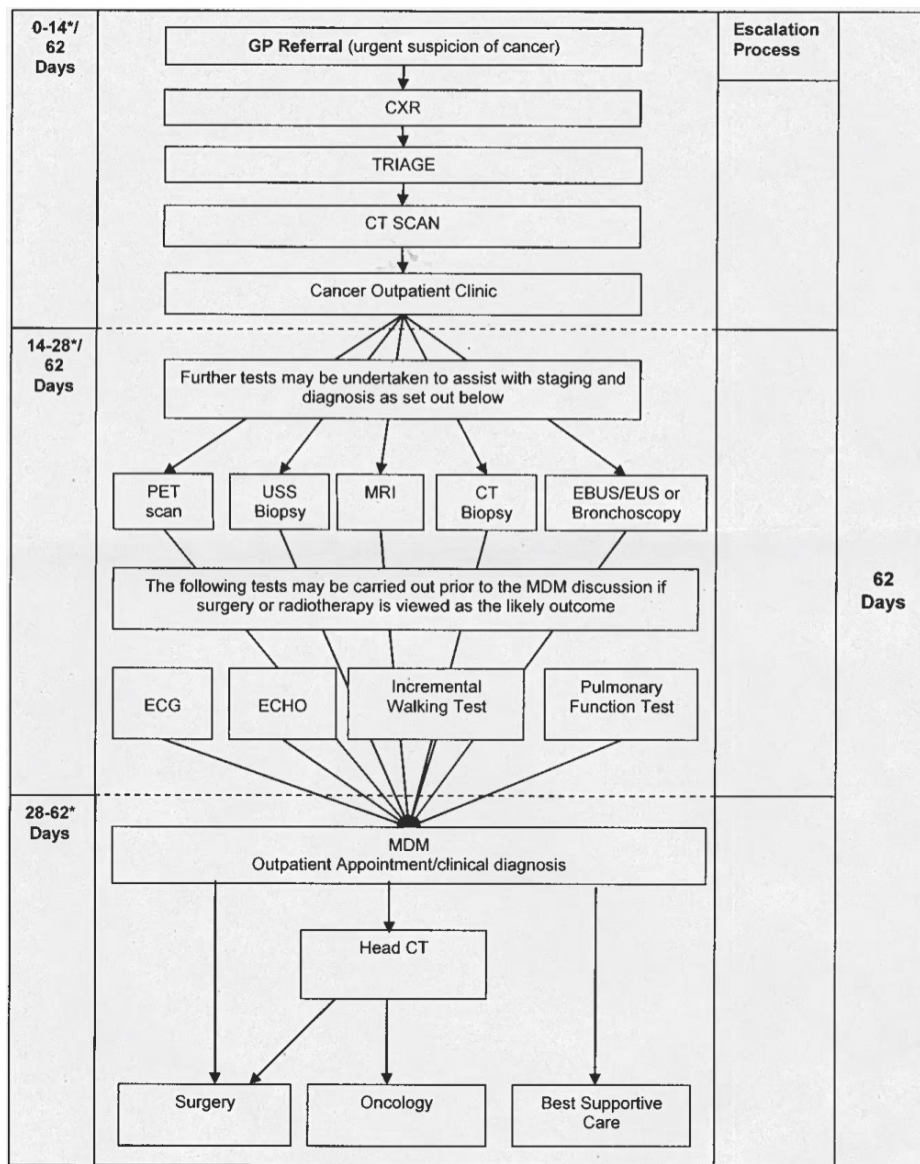 0-14*/
62
Days
GP Referral (urgent suspicion of cancer)
Escalation
Process
CXR
TRIAGE
CT SCAN
Cancer Outpatient Clinic
14-28*/
62
Days
Further tests may be undertaken to assist with staging and
diagnosis as set out below
PET
scan
USS
Biopsy
MRI
CT
Biopsy
EBUS/EUS or
Bronchoscopy
The following tests may be carried out prior to the MDM discussion if
surgery or radiotherapy is viewed as the likely outcome
62
Days
ECG
ECHO
Incremental
Walking Test
Pulmonary
Function Test
28-62*
Days
MDM
Outpatient Appointment/clinical diagnosis
Head CT
Surgery
Oncology
Best Supportive
Care